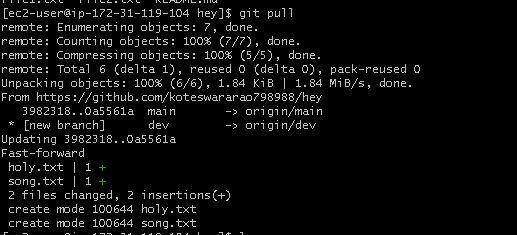 [ec2-user@ip-172-31-119-104 hey]$ git pull
remote: Enumerating objects: 7, done.
remote: Counting objects: 100% (7/7), done.
remote: Compressing objects: 100% (5/5), done.
remote: Total 6 (delta 1), reused 0 (delta 0), pack-reused 0
Unpacking objects: 100% (6/6), 1.84 KiB | 1.84 MiB/s, done.
From https://github.com/koteswararao798988/hey
   3982318..0a5561a  main       -> origin/main
 * [new branch]      dev        -> origin/dev
Updating 3982318..0a5561a
Fast-forward
 holy.txt | 1 +
 song.txt | 1 +
 2 files changed, 2 insertions(+)
 create mode 100644 holy.txt
 create mode 100644 song.txt